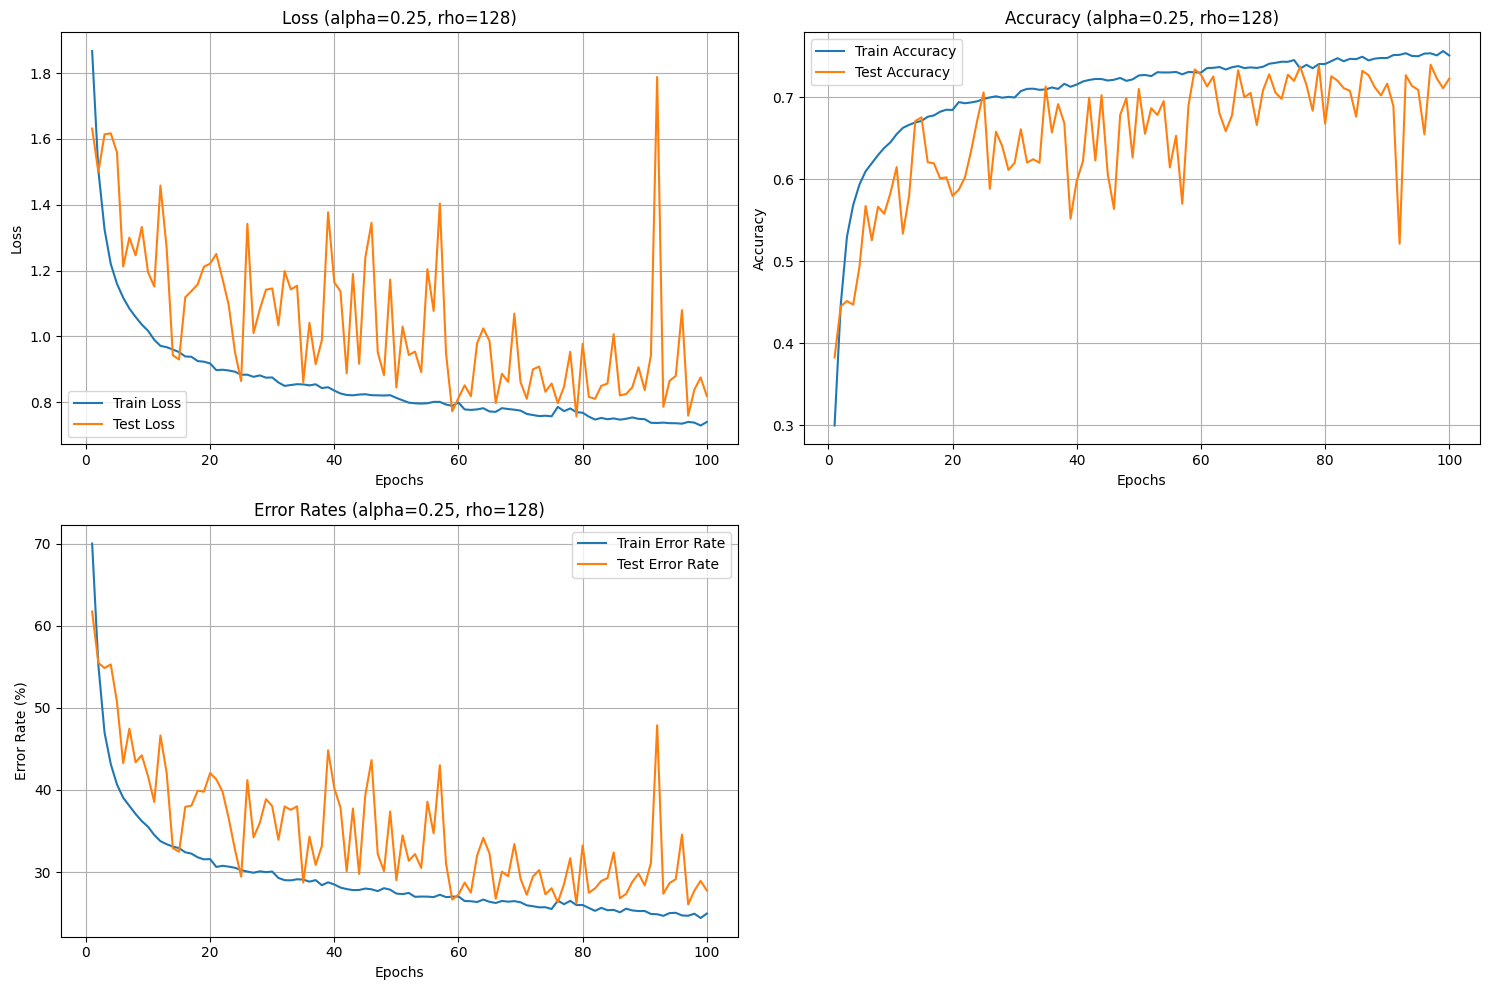 Loss (alpha=0.25, rho=128)
1.8
1.6
1.4
1.2
1.0
0.8
Loss
Train Loss
Test Loss
0 20 40 60 80 100
Epochs
Accuracy (alpha=0.25, rho=128)
Train Accuracy
Test Accuracy
0.7
0.6
0.5
0.4
0.3
Accuracy
0 20 40 60 80 100
Epochs
Error Rates (alpha=0.25, rho=128)
Train Error Rate
Test Error Rate
70
60
50
40
30
Error Rate (%)
0 20 40 60 80 100
Epochs